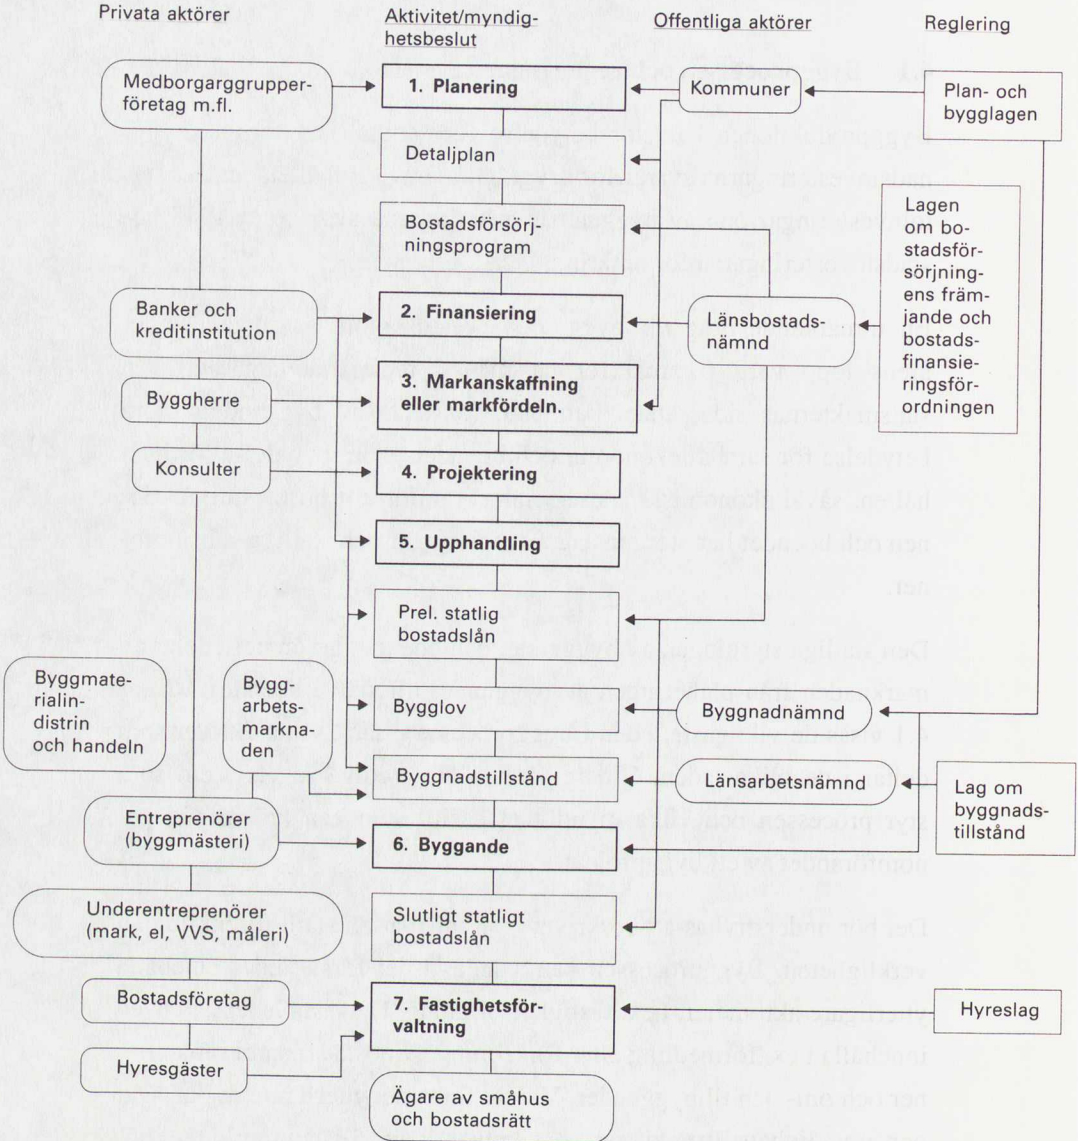 Privata aktörer
Aktivitet/myndig-
hetsbeslut
Offentliga aktörer
Reglering
Medborgarggrupper-
företag m.fl.
1. Planering
Kommuner
Plan- och
bygglagen
Detaljplan
Bostadsförsörj-
ningsprogram
Lagen
om bo-
stadsför-
sörjning-
ens främ-
jande och
bostads-
finansie-
ringsför-
ordningen
Banker och
kreditinstitution
2. Finansiering
Länsbostads-
nämnd
Byggherre
3. Markanskaffning
eller markfördeln.
Konsulter
4. Projektering
5. Upphandling
Prel. statlig
bostadslån
Byggmate-
rialin-
distrin
och handeln
Bygg-
arbets-
markna-
den
Bygglov
Byggnadnämnd
Byggnadstillstånd
Länsarbetsnämnd
Lag om
byggnads-
tillstånd
Entreprenörer
(byggmästeri)
6. Byggande
Underentreprenörer
(mark, el, VVS, måleri)
Slutligt statligt
bostadslån
Bostadsföretag
7. Fastighetsför-
valtning
Hyreslag
Hyresgäster
Ägare av småhus
och bostadsrätt